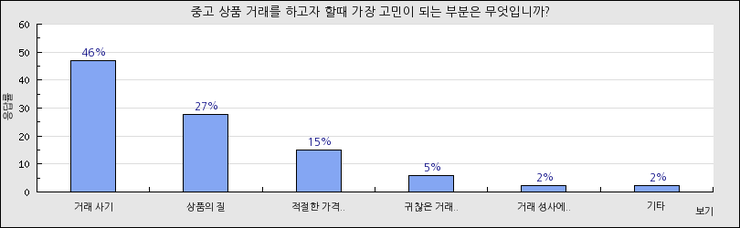 중고 상품 거래를 하고자 할때 가장 고민이 되는 부분은 무엇입니까?
응답률
60
50
40
30
20
10
0
46%
27%
15%
5%
2%
2%
거래 사기
상품의 질
적절한 가격..
귀찮은 거래..
거래 성사에..
기타
보기